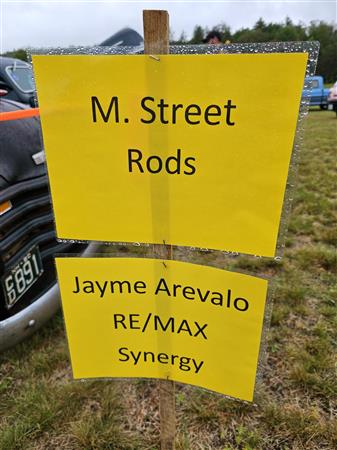 M. Street
Rods
Jayme Arevalo
RE/MAX
Synergy